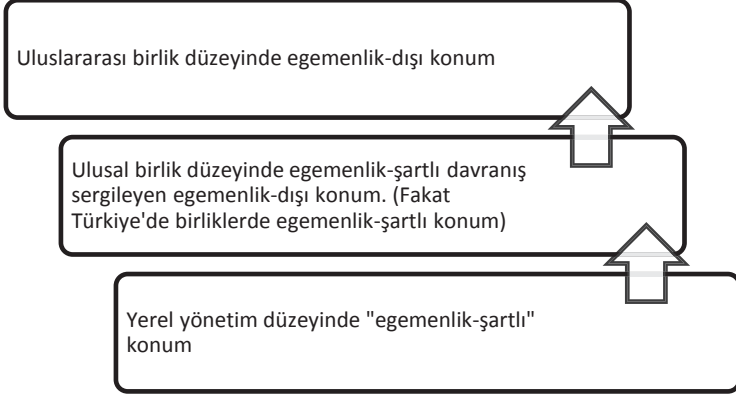 Uluslararası birlik düzeyinde egemenlik-dışı konum
Ulusal birlik düzeyinde egemenlik-şartlı davranış
sergileyen egemenlik-dışı konum. (Fakat
Türkiye'de birliklerde egemenlik-şartlı konum)
Yerel yönetim düzeyinde "egemenlik-şartlı"
konum